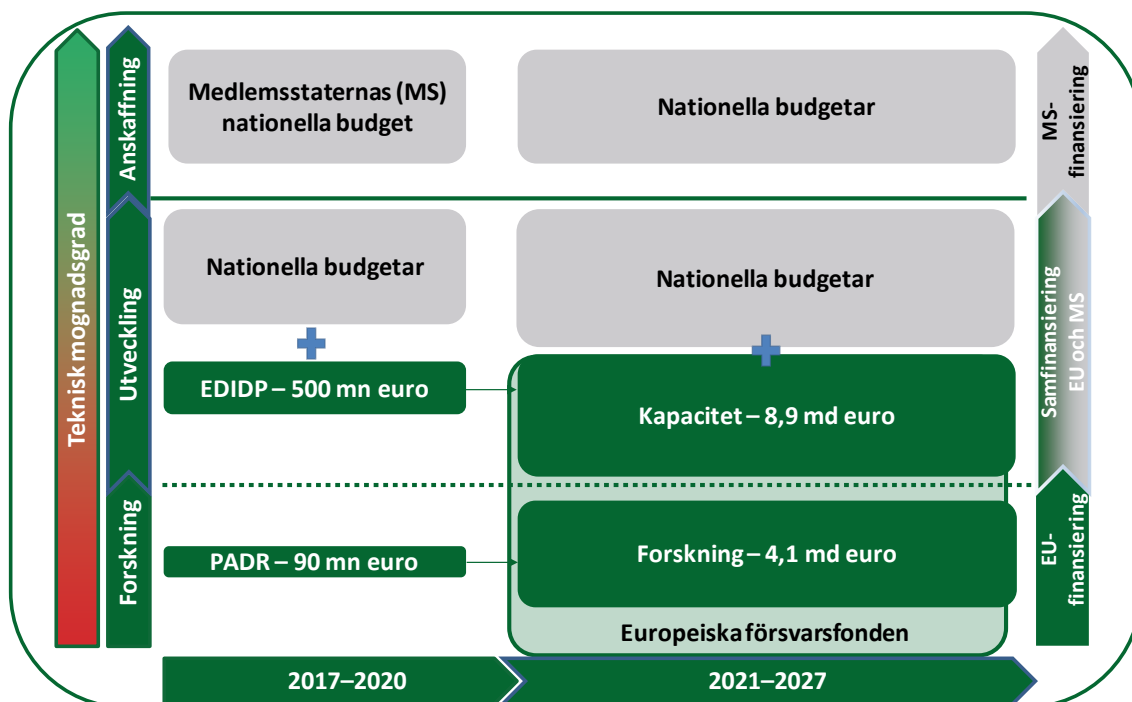 Teknisk mognadsgrad
Anskaffning
Utveckling
Forskning
Medlemsstaternas (MS)
nationella budget
Nationella budgetar
Nationella budgetar
Nationella budgetar
EDIDP – 500 mn euro
Kapacitet – 8,9 md euro
PADR – 90 mn euro
Forskning – 4,1 md euro
Europeiska försvarsfonden
MS-
finansiering
Samfinansiering
EU och MS
EU-
finansiering
2017–2020
2021–2027